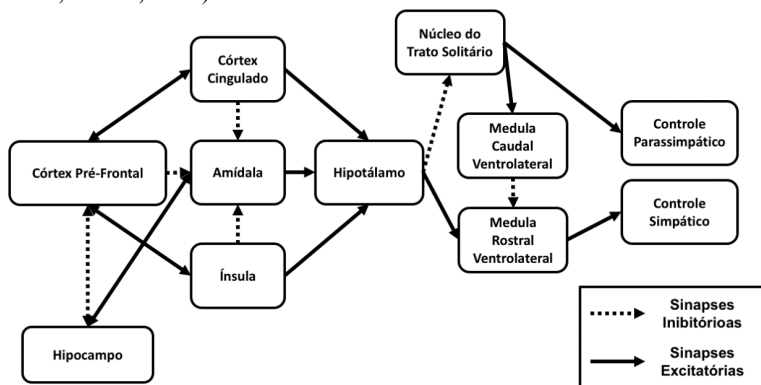 Núcleo do
Trato Solitário
Córtex
Cingulado
Medula
Caudal
Ventrolateral
Controle
Parassimpático
Córtex Pré-Frontal
Amídala
Hipotálamo
Medula
Rostral
Ventrolateral
Controle
Simpático
Ínsula
Hipocampo
Sinapses
Inibitórioas
Sinapses
Excitatórias